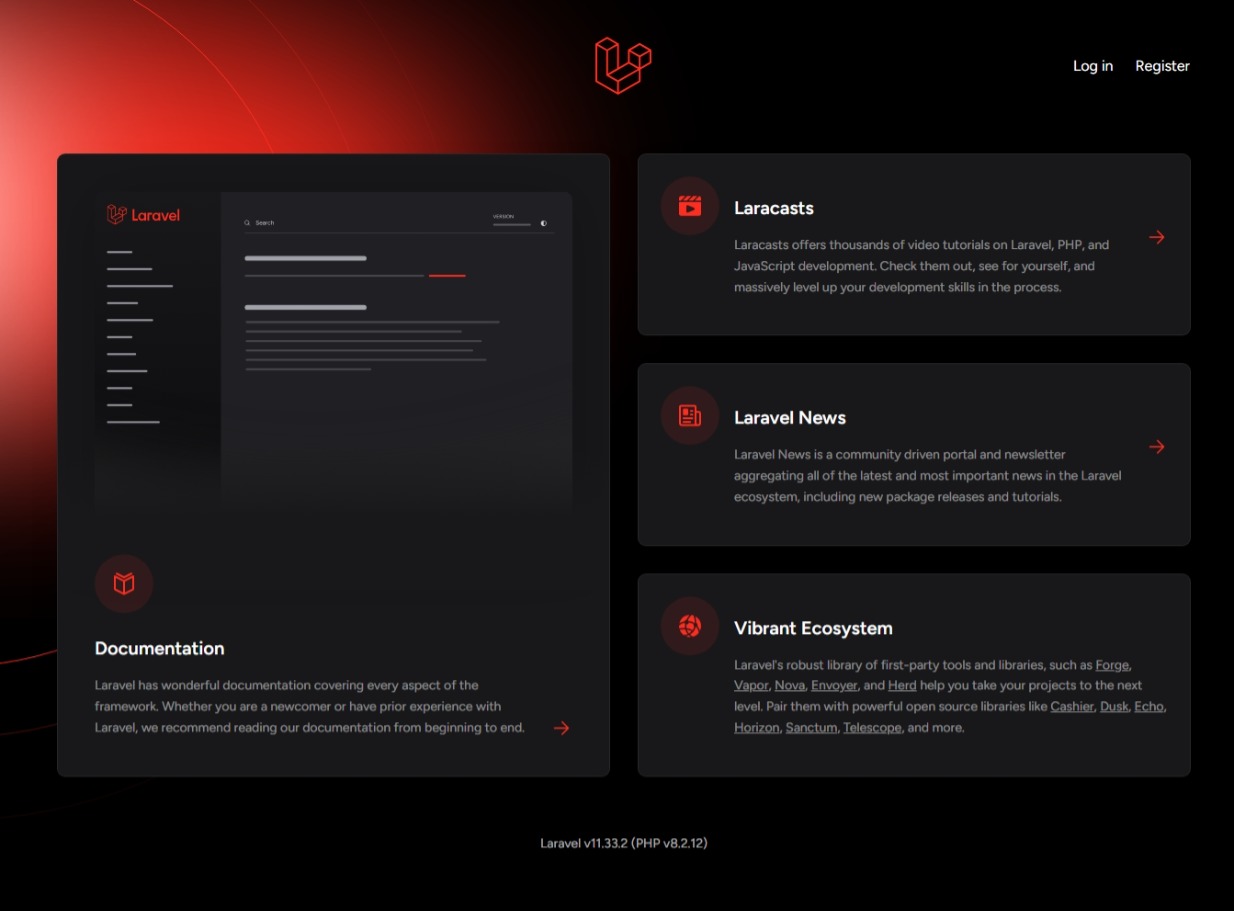 Log in Register
Laravel
Search
VERSION
Documentation
Laravel has wonderful documentation covering every aspect of the
framework. Whether you are a newcomer or have prior experience with
Laravel, we recommend reading our documentation from beginning to end.
Laracasts
Laracasts offers thousands of video tutorials on Laravel, PHP, and
JavaScript development. Check them out, see for yourself, and
massively level up your development skills in the process.
Laravel News
Laravel News is a community driven portal and newsletter
aggregating all of the latest and most important news in the Laravel
ecosystem, including new package releases and tutorials.
Vibrant Ecosystem
Laravel's robust library of first-party tools and libraries, such as Forge,
Vapor, Nova, Envoyer, and Herd help you take your projects to the next
level. Pair them with powerful open source libraries like Cashier, Dusk, Echo,
Horizon, Sanctum, Telescope, and more.
Laravel v11.33.2 (PHP v8.2.12)